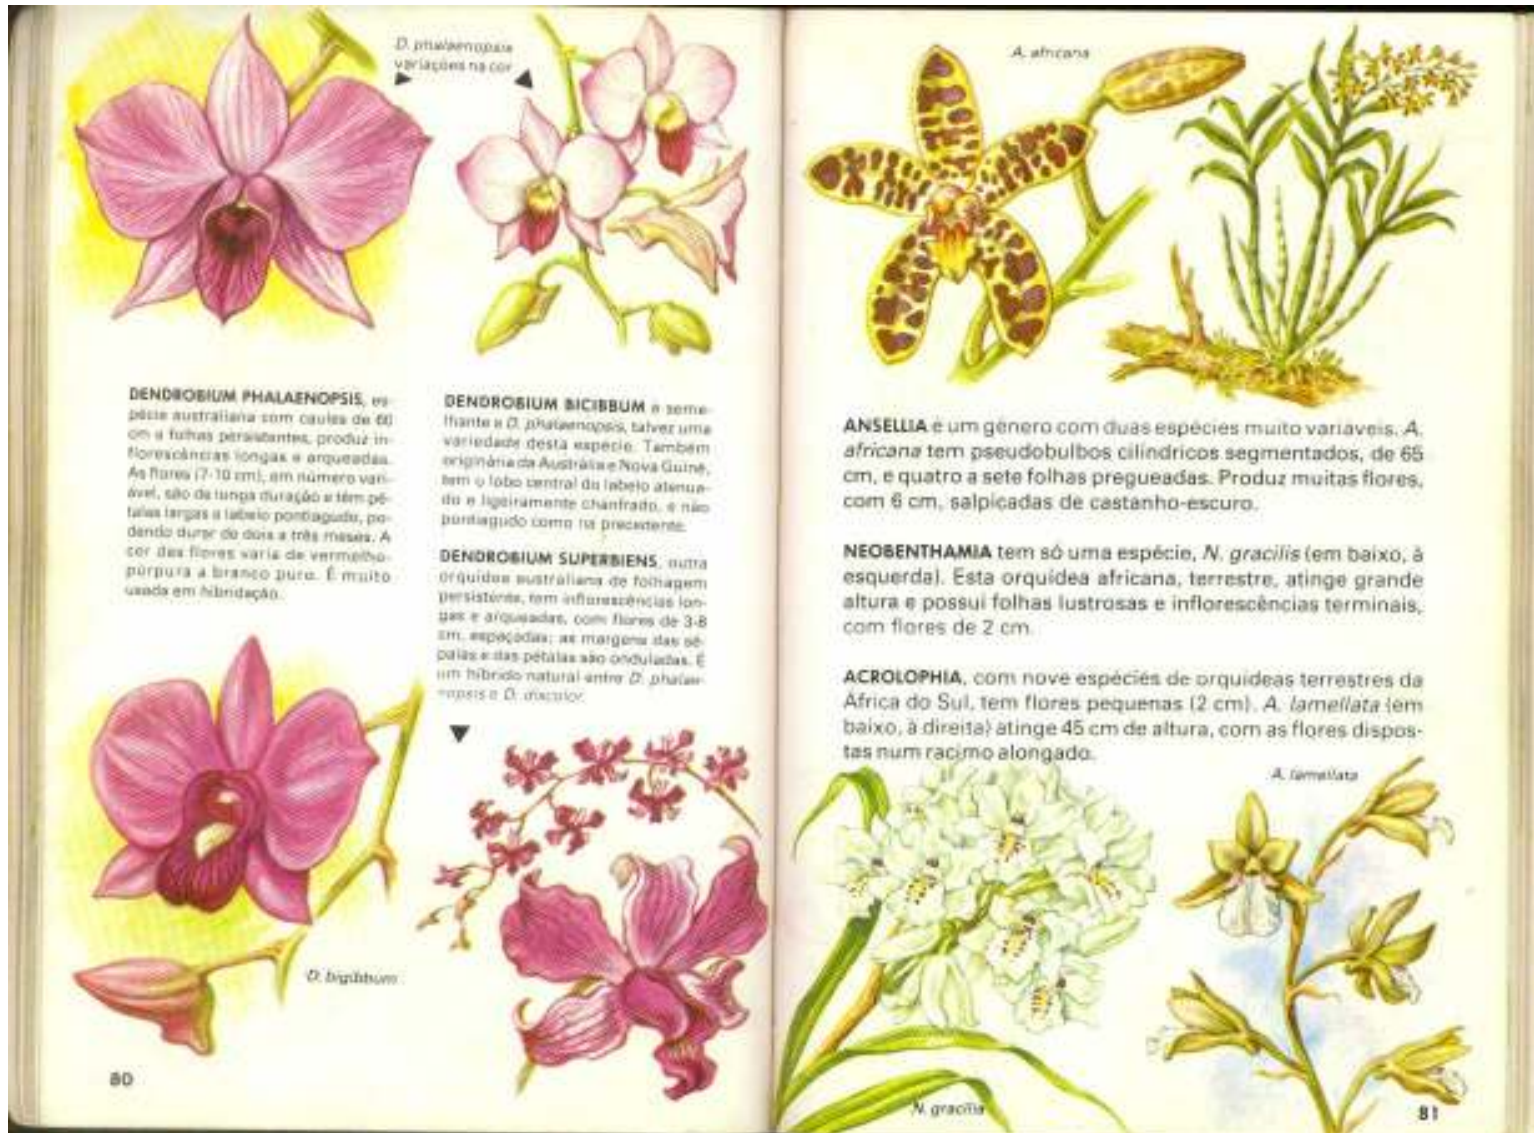 D. phalaenopsis
variações na cor
DENDROBIUM PHALAENOPSIS, es-
pécie australiana com caules de 60
cm e folhas persistentes, produz in-
florescências longas e arqueadas.
As flores (7-10 cm), em número vari-
ável, são de longa duração e têm pé-
talas largas e labelo pontiagudo, po-
dendo durar de dois a três meses. A
cor das flores varia de vermelho-
púrpura a branco puro. É muito
usada em hibridação.
DENDROBIUM BICIBBUM é seme-
lhante a D. phalaenopsis, talvez uma
variedade desta espécie. Também
originária da Austrália e Nova Guiné,
tem o lobo central do labelo atenua-
do e ligeiramente chanfrado, e não
pontiagudo como na precedente.
DENDROBIUM SUPERBIENS, outra
orquídea australiana de folhagem
persistente, tem inflorescências lon-
gas e arqueadas, com flores de 3-8
cm, espaçadas; as margens das sé-
palas e das pétalas são onduladas. É
um híbrido natural entre D. phalae-
nopsis e D. discolor.
D. bigibbum
80
A. africana
ANSELLIA é um género com duas espécies muito variáveis. A.
africana tem pseudobulbos cilíndricos segmentados, de 65
cm, e quatro a sete folhas pregueadas. Produz muitas flores,
com 6 cm, salpicadas de castanho-escuro.
NEOBENTHAMIA tem só uma espécie, N. gracilis (em baixo, à
esquerda). Esta orquídea africana, terrestre, atinge grande
altura e possui folhas lustrosas e inflorescências terminais,
com flores de 2 cm.
ACROLOPHIA, com nove espécies de orquídeas terrestres da
África do Sul, tem flores pequenas (2 cm). A. lamellata (em
baixo, à direita) atinge 45 cm de altura, com as flores dispos-
tas num racimo alongado.
A. lamellata
N. gracilis
81